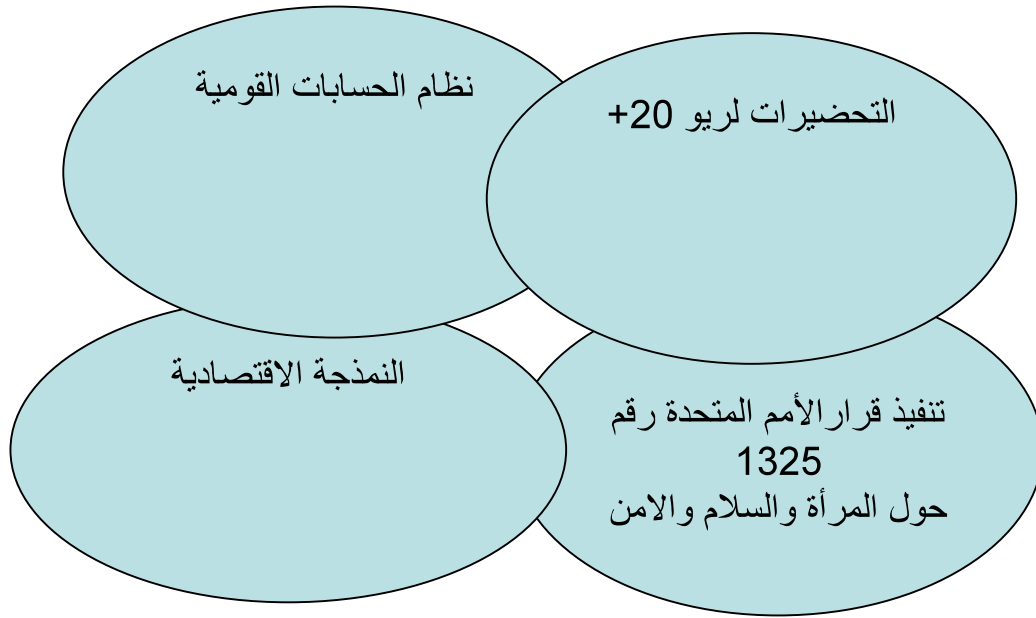 نظام الحسابات القومية
التحضيرات لريو 20+
النمذجة الاقتصادية
تنفيذ قرارالأمم المتحدة رقم
1325
حول المرأة والسلام والامن